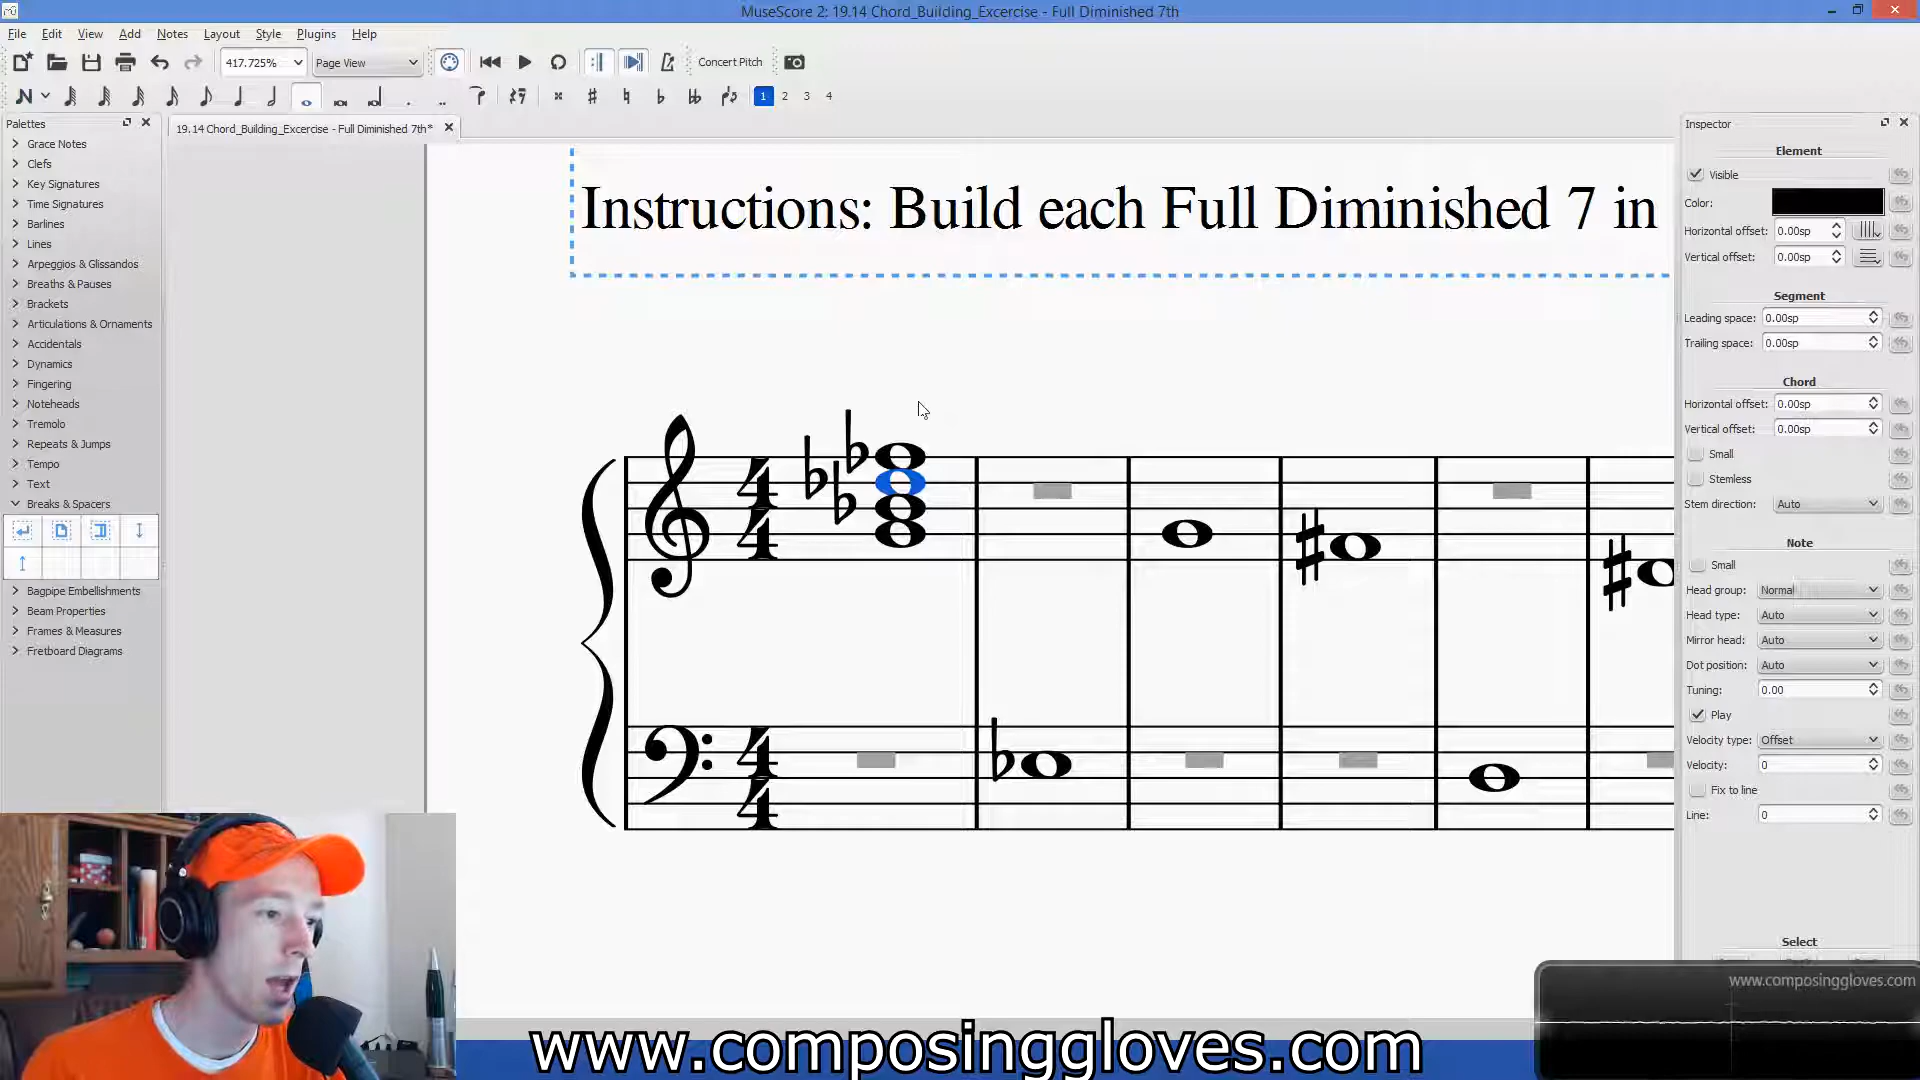 MuseScore 2: 19.14 Chord_Building_Excercise - Full Diminished 7th
File Edit View Add Notes Layout Style Plugins Help
417.725% Page View Concert Pitch
1 2 3 4
Palettes
19.14 Chord_Building_Excercise - Full Diminished 7th*
Grace Notes
Clefs
Key Signatures
Time Signatures
Barlines
Lines
Arpeggios & Glissandos
Breaths & Pauses
Brackets
Articulations & Ornaments
Accidentals
Dynamics
Fingering
Noteheads
Tremolo
Repeats & Jumps
Tempo
Text
Breaks & Spacers
Bagpipe Embellishments
Beam Properties
Frames & Measures
Fretboard Diagrams
Instructions: Build each Full Diminished 7 in
4
4
4
4
Inspector
Element
Visible
Color:
Horizontal offset: 0.00sp
Vertical offset: 0.00sp
Segment
Leading space: 0.00sp
Trailing space: 0.00sp
Chord
Horizontal offset: 0.00sp
Vertical offset: 0.00sp
Small
Stemless
Stem direction: Auto
Note
Small
Head group: Normal
Head type: Auto
Mirror head: Auto
Dot position: Auto
Tuning: 0.00
Play
Velocity type: Offset
Velocity: 0
Fix to line
Line: 0
Select
www.composinggloves.com
www.composinggloves.com